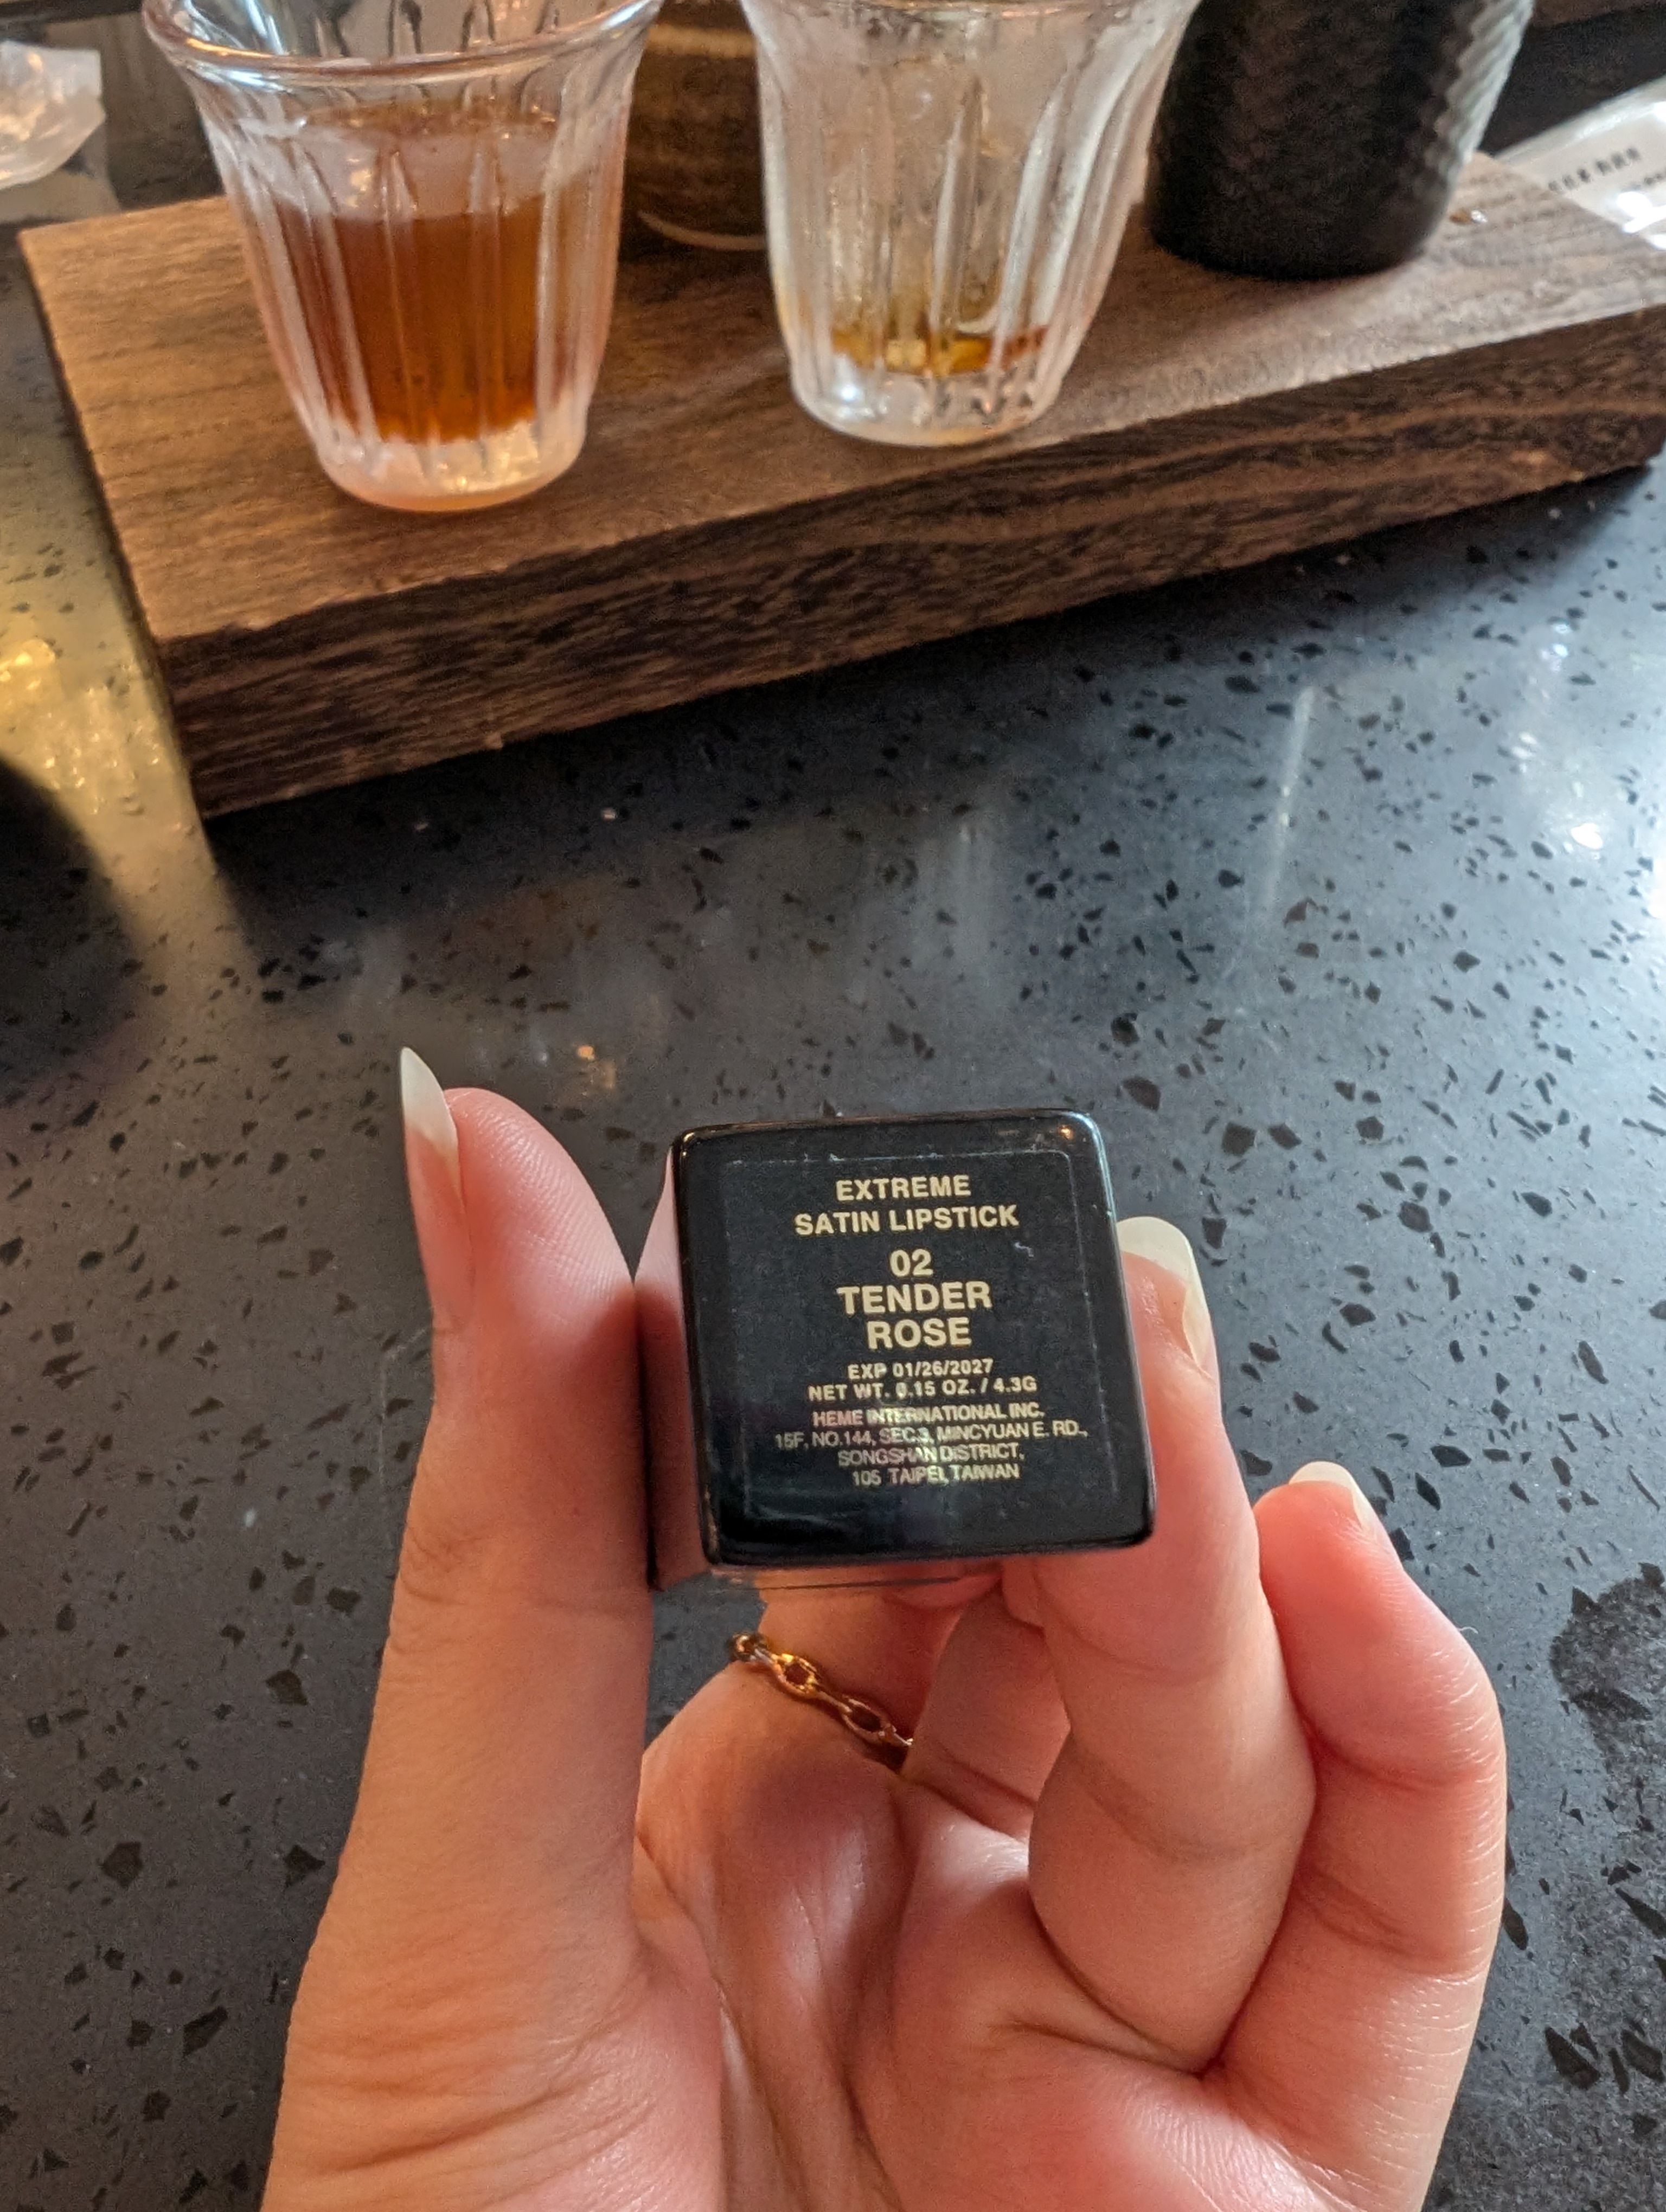 EXTREME
SATIN LIPSTICK
02
TENDER
ROSE
EXP 01/26/2027
NET WT. 0.15 OZ. / 4.3G
HEME INTERNATIONAL INC.
15F, NO.144, SEC.3, MINCYUAN E. RD.,
SONGSHAN DISTRICT,
105 TAIPEI, TAIWAN